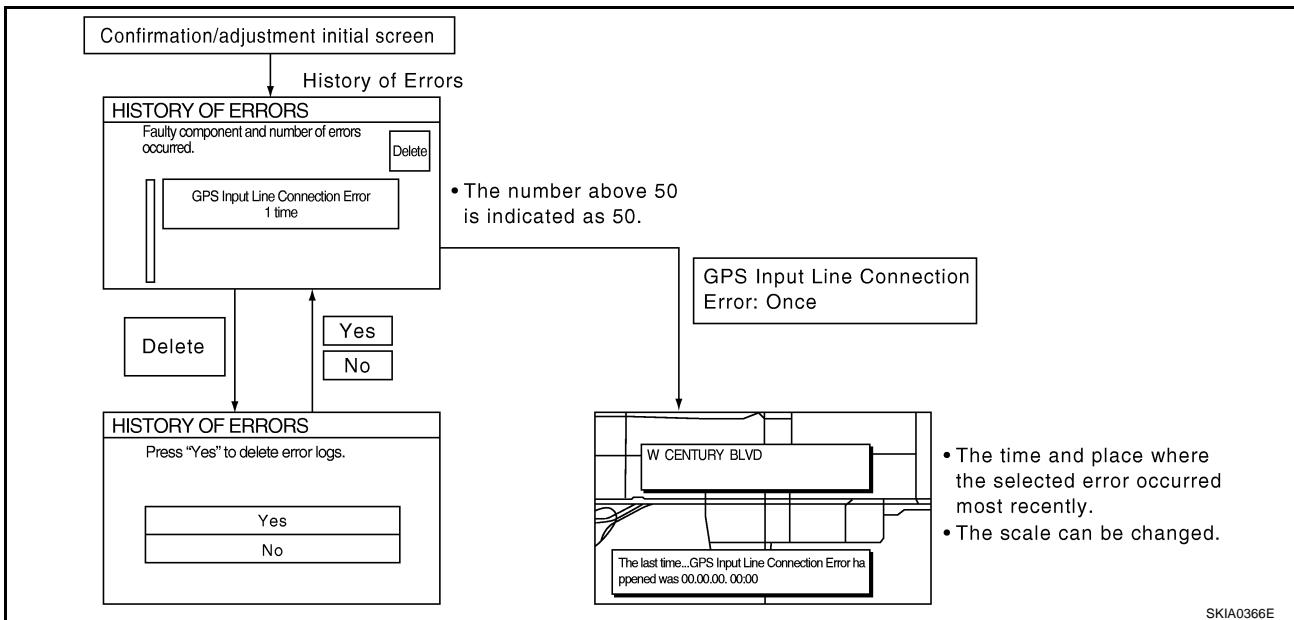 Confirmation/adjustment initial screen
History of Errors
HISTORY OF ERRORS
Faulty component and number of errors
occurred.
Delete
GPS Input Line Connection Error
1 time
• The number above 50
is indicated as 50.
GPS Input Line Connection
Error: Once
Delete
Yes
No
HISTORY OF ERRORS
Press “Yes” to delete error logs.
Yes
No
W CENTURY BLVD
The last time...GPS Input Line Connection Error ha
ppened was 00.00.00. 00:00
• The time and place where
the selected error occurred
most recently.
• The scale can be changed.
SKIA0366E